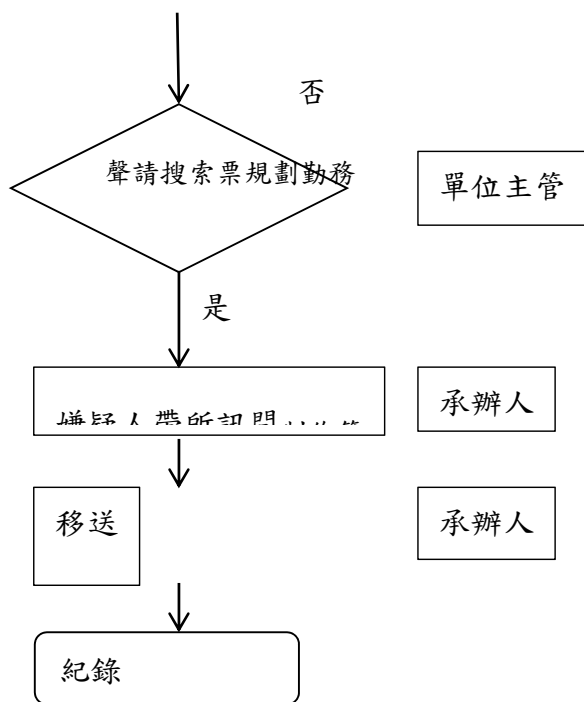 否
聲請搜索票規劃勤務
單位主管
是
嫌疑人帶所訊問
承辦人
移送
承辦人
紀錄